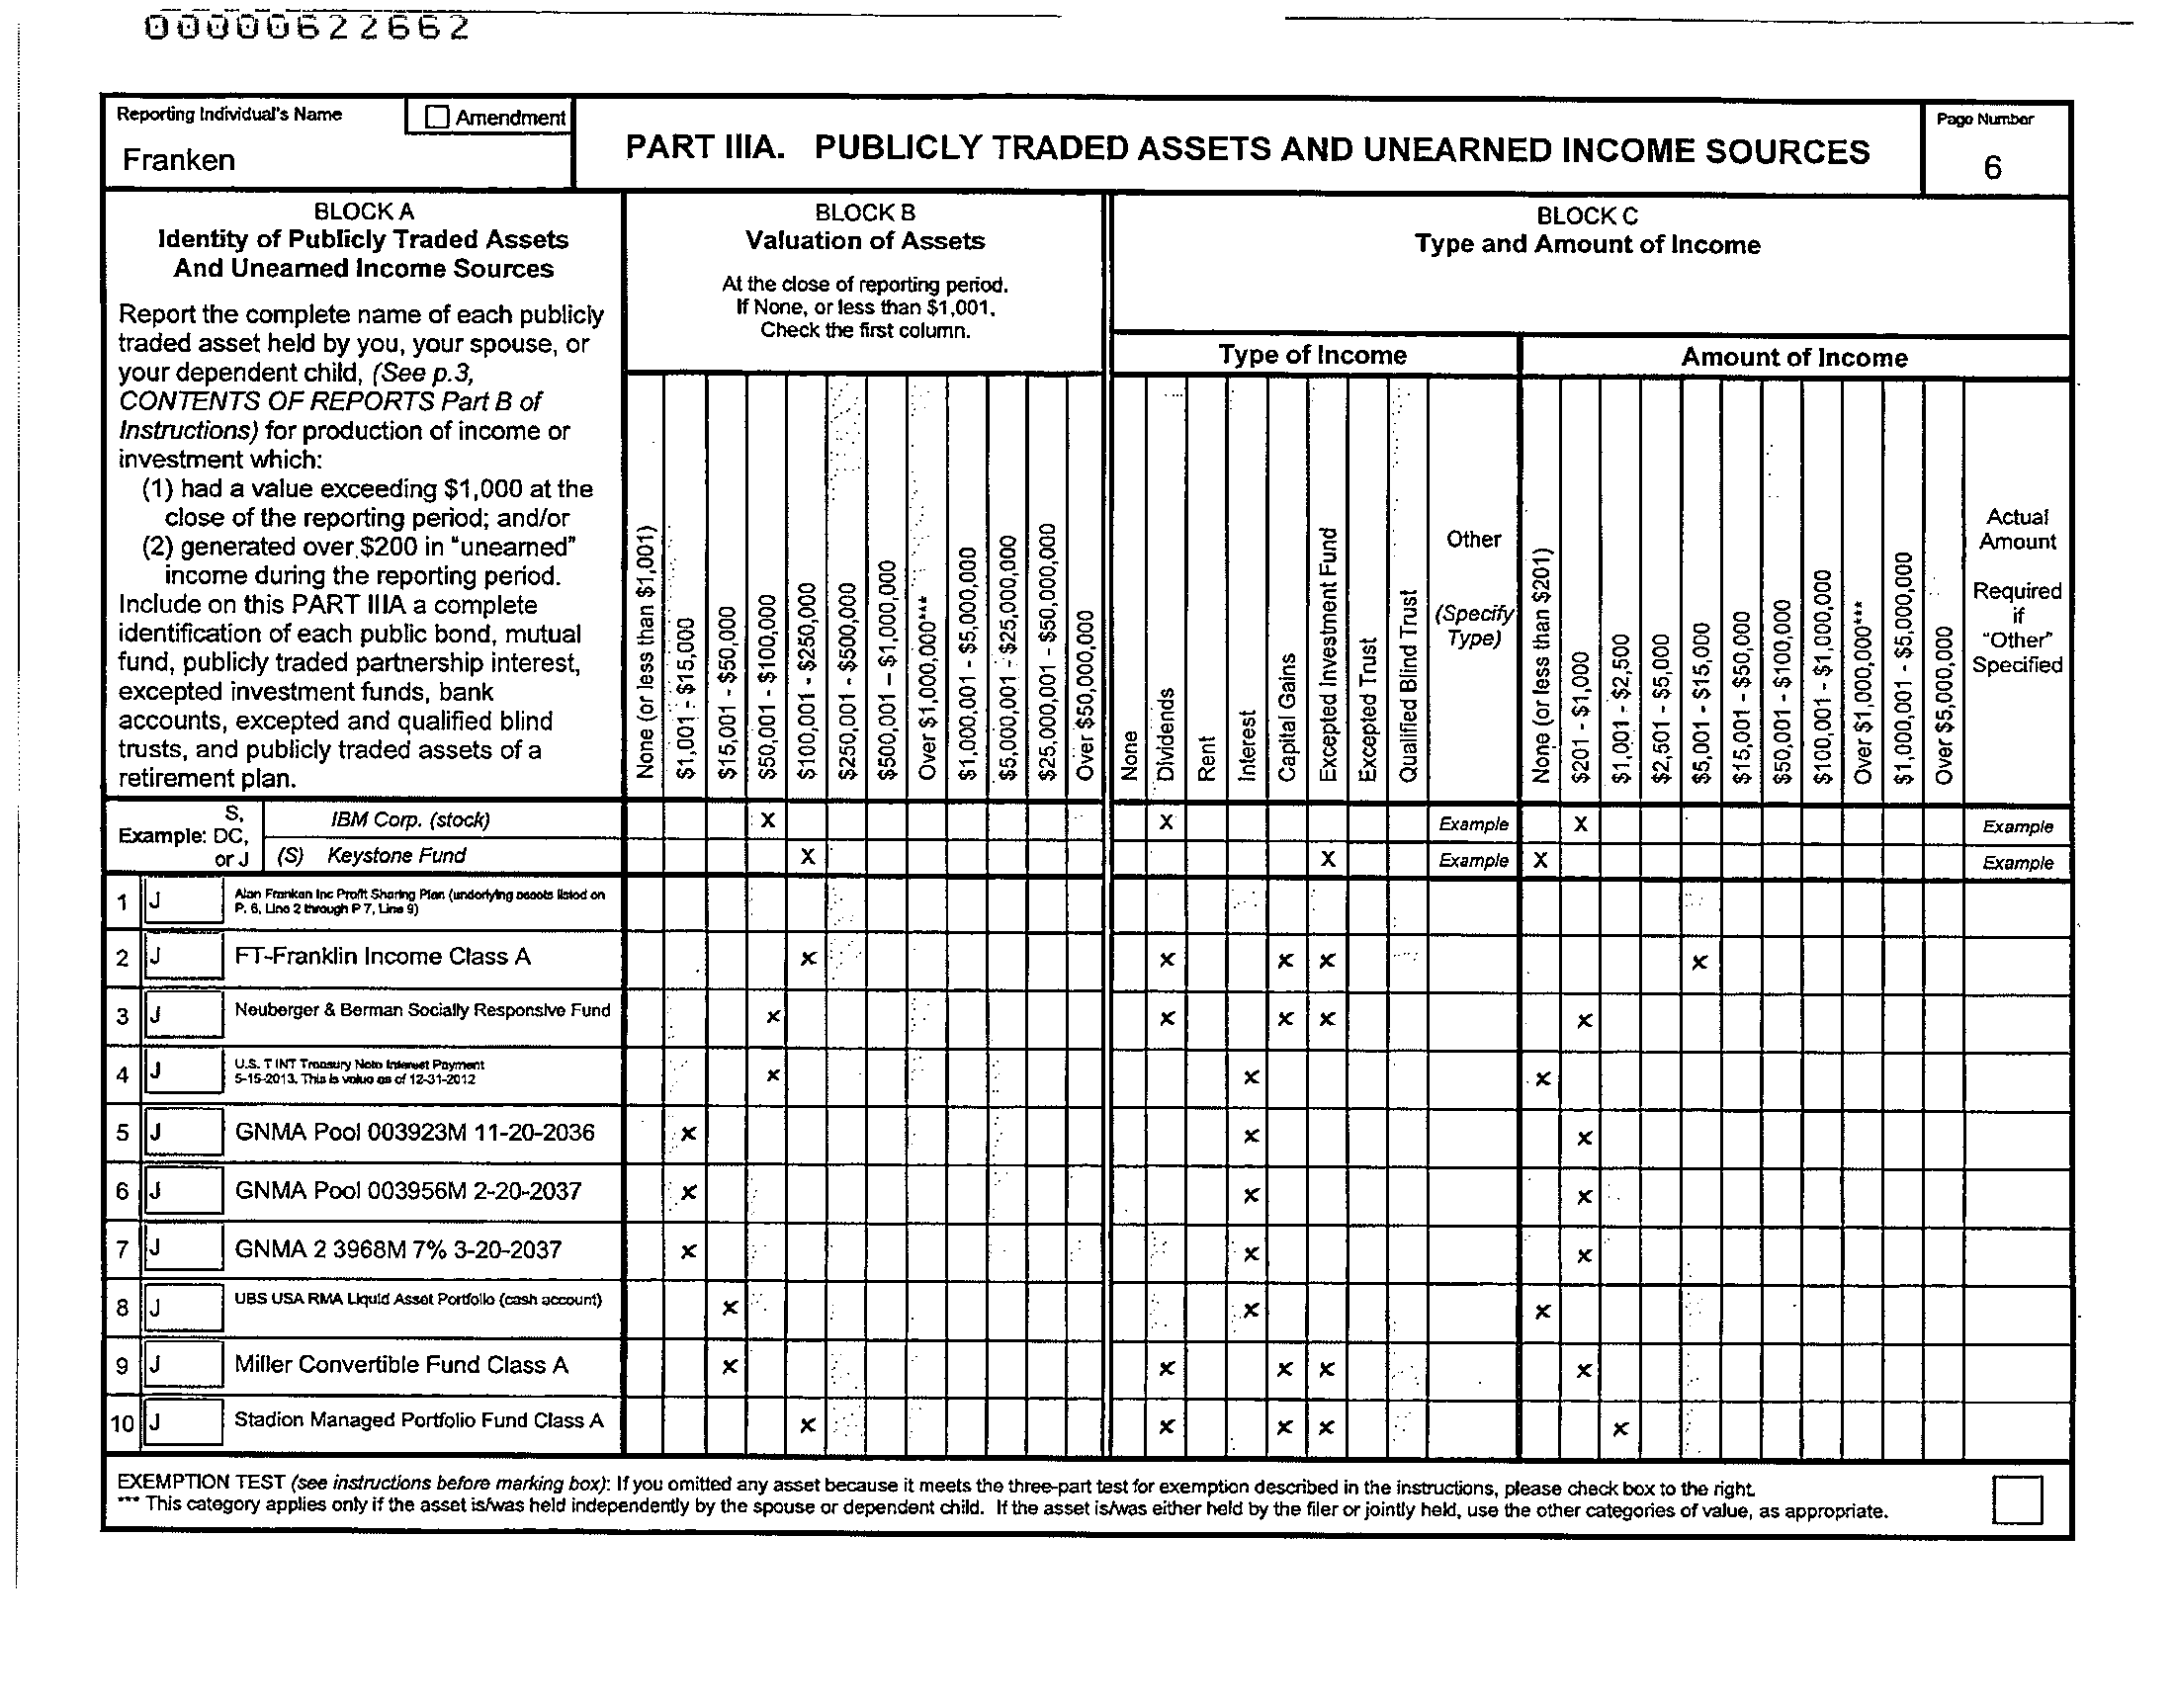 00000622662
Reporting Individual's Name
Amendment
Franken
PART IIIA. PUBLICLY TRADED ASSETS AND UNEARNED INCOME SOURCES
Page Number
6
BLOCK A
Identity of Publicly Traded Assets
And Unearned Income Sources
Report the complete name of each publicly
traded asset held by you, your spouse, or
your dependent child, (See p.3,
CONTENTS OF REPORTS Part B of
Instructions) for production of income or
investment which:
(1) had a value exceeding $1,000 at the
close of the reporting period; and/or
(2) generated over $200 in "unearned"
income during the reporting period.
Include on this PART IIIA a complete
identification of each public bond, mutual
fund, publicly traded partnership interest,
excepted investment funds, bank
accounts, excepted and qualified blind
trusts, and publicly traded assets of a
retirement plan.
BLOCK B
Valuation of Assets
At the close of reporting period.
If None, or less than $1,001,
Check the first column.
None (or less than $1,001)
$1,001 - $15,000
$15,001 - $50,000
$50,001 - $100,000
$100,001 - $250,000
$250,001 - $500,000
$500,001 - $1,000,000
Over $1,000,000***
$1,000,001 - $5,000,000
$5,000,001 - $25,000,000
$25,000,001 - $50,000,000
Over $50,000,000
BLOCK C
Type and Amount of Income
Type of Income
None
Dividends
Rent
Interest
Capital Gains
Excepted Investment Fund
Excepted Trust
Qualified Blind Trust
Other
(Specify
Type)
Amount of Income
None (or less than $201)
$201 - $1,000
$1,001 - $2,500
$2,501 - $5,000
$5,001 - $15,000
$15,001 - $50,000
$50,001 - $100,000
$100,001 - $1,000,000
Over $1,000,000***
$1,000,001 - $5,000,000
Over $5,000,000
Actual
Amount
Required
if
"Other"
Specified
Example: S, DC, or J
IBM Corp. (stock) X X Example X Example
(S) Keystone Fund X X Example X Example
1 J Alan Franken Inc Profit Sharing Plan (underlying assets listed on
P. 6, Line 2 through P 7, Line 9)
2 J FT-Franklin Income Class A x x x x x
3 J Neuberger & Berman Socially Responsive Fund x x x x x
4 J U.S. T INT Treasury Note Interest Payment
5-15-2013. This is value as of 12-31-2012 x x x
5 J GNMA Pool 003923M 11-20-2036 x x x
6 J GNMA Pool 003956M 2-20-2037 x x x
7 J GNMA 2 3968M 7% 3-20-2037 x x x
8 J UBS USA RMA Liquid Asset Portfolio (cash account) x x x
9 J Miller Convertible Fund Class A x x x x x
10 J Stadion Managed Portfolio Fund Class A x x x x x
EXEMPTION TEST (see instructions before marking box): If you omitted any asset because it meets the three-part test for exemption described in the instructions, please check box to the right.
*** This category applies only if the asset is/was held independently by the spouse or dependent child. If the asset is/was either held by the filer or jointly held, use the other categories of value, as appropriate.